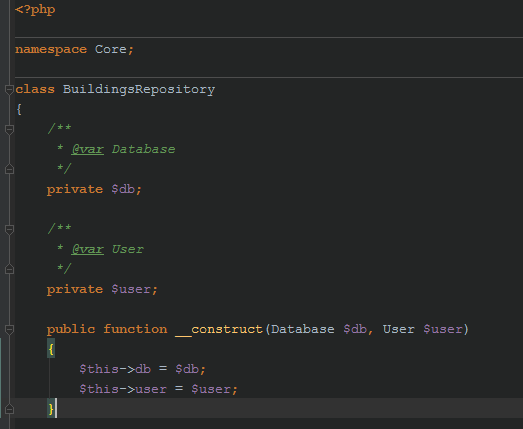 <?php
namespace Core;
class BuildingsRepository
{
/**
* @var Database
*/
private $db;
/**
* @var User
*/
private $user;
public function __construct(Database $db, User $user)
{
$this->db = $db;
$this->user = $user;
}